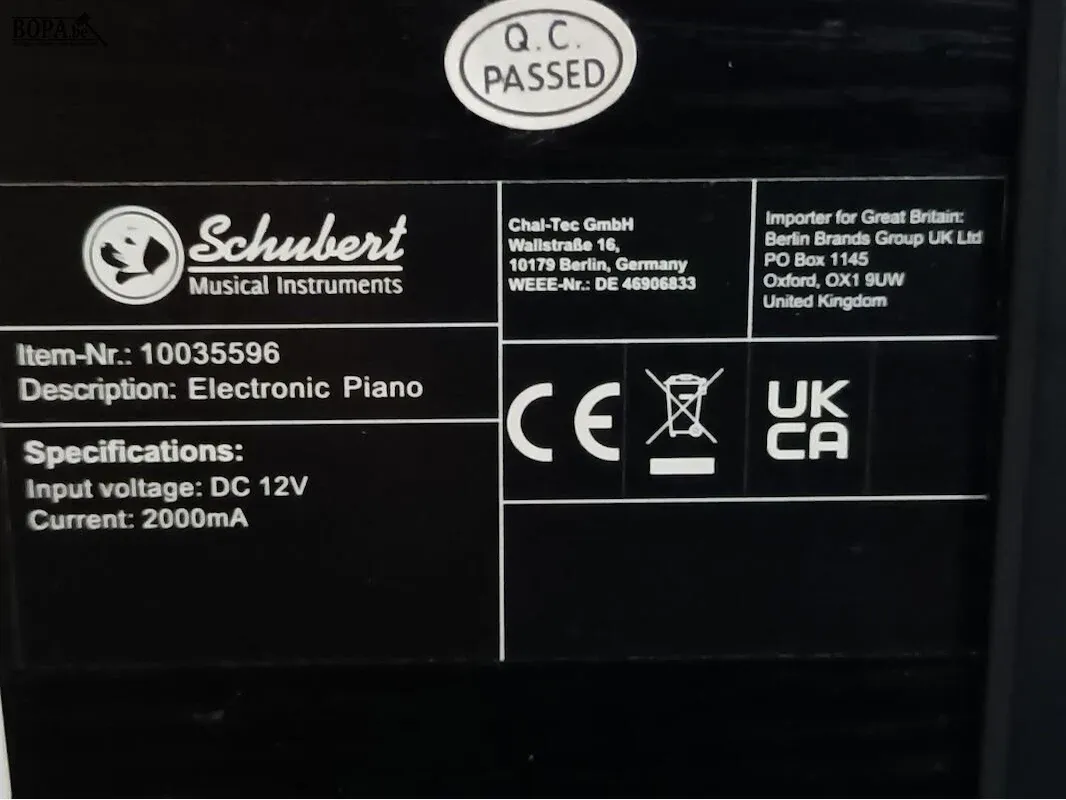 BOPA.be
Q.C.
PASSED
Schubert
Musical Instruments
Chal-Tec GmbH
Wallstraße 16,
10179 Berlin, Germany
WEEE-Nr.: DE 46906833
Importer for Great Britain:
Berlin Brands Group UK Ltd
PO Box 1145
Oxford, OX1 9UW
United Kingdom
Item-Nr.: 10035596
Description: Electronic Piano
CE
UK
CA
Specifications:
Input voltage: DC 12V
Current: 2000mA